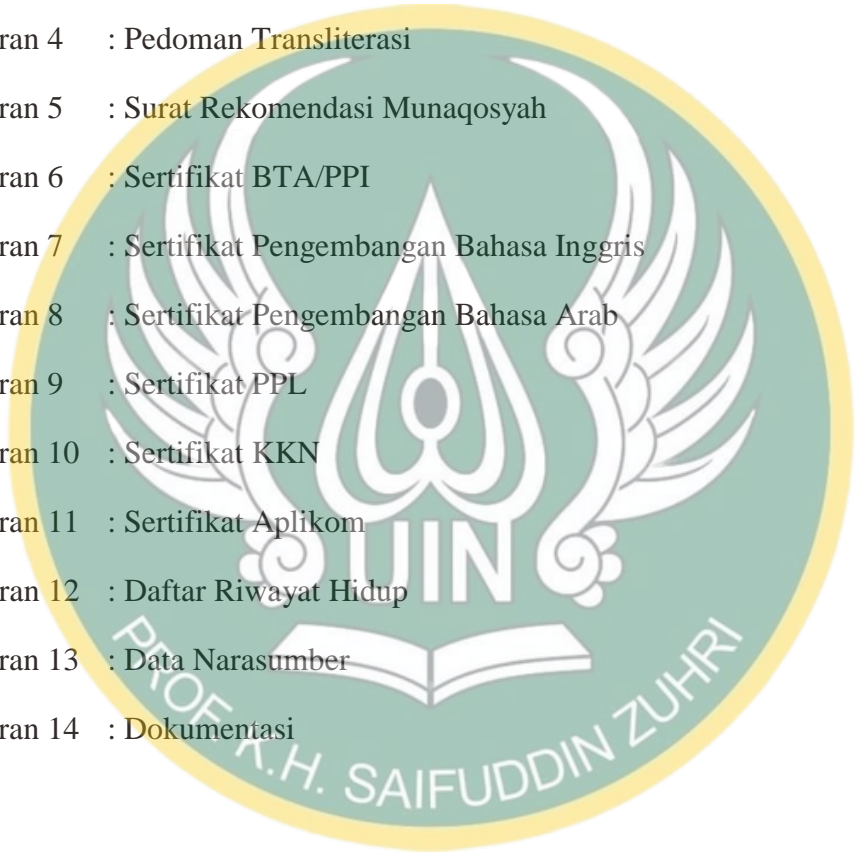 ran 4 : Pedoman Transliterasi
ran 5 : Surat Rekomendasi Munaqosyah
ran 6 : Sertifikat BTA/PPI
ran 7 : Sertifikat Pengembangan Bahasa Inggris
ran 8 : Sertifikat Pengembangan Bahasa Arab
ran 9 : Sertifikat PPL
ran 10 : Sertifikat KKN
ran 11 : Sertifikat Aplikom
ran 12 : Daftar Riwayat Hidup
ran 13 : Data Narasumber
ran 14 : Dokumentasi
UIN
PROF. K.H. SAIFUDDIN ZUHRI